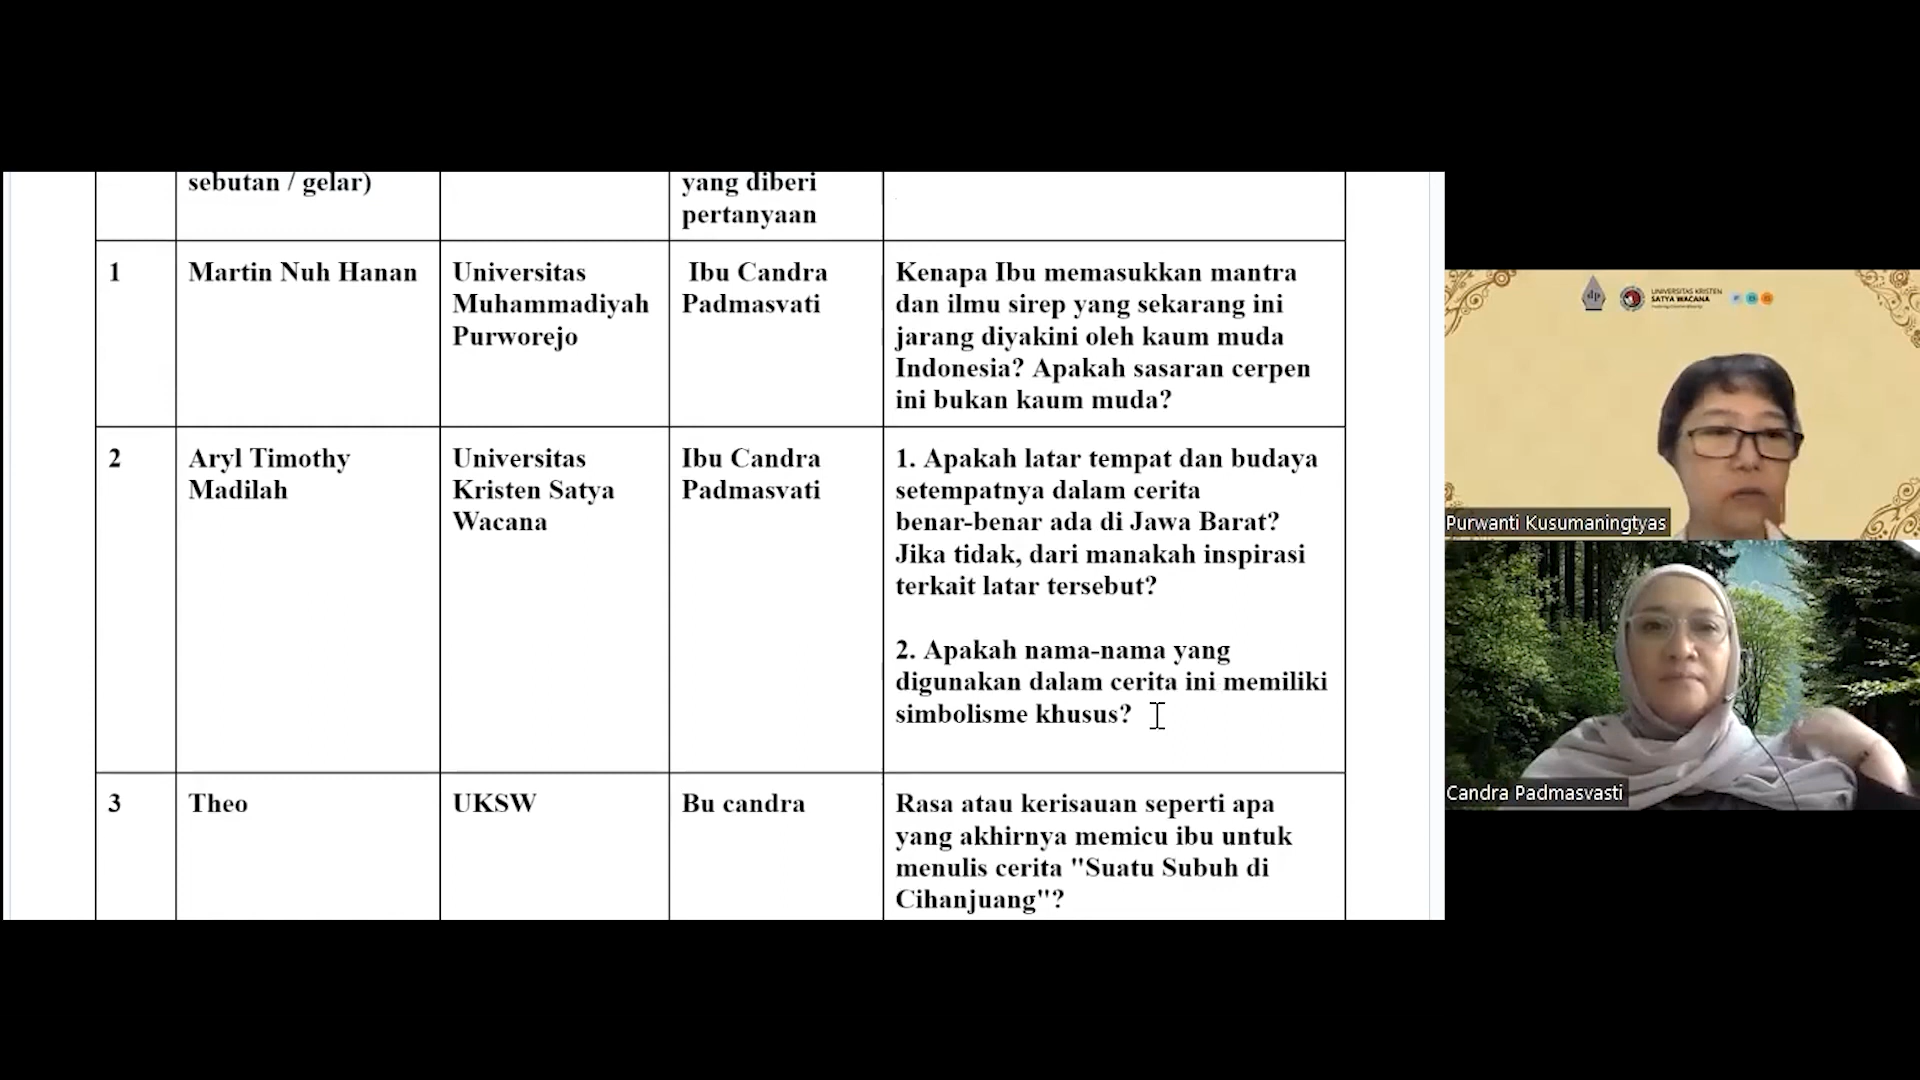 sebutan / gelar)
yang diberi
pertanyaan
1
Martin Nuh Hanan
Universitas
Muhammadiyah
Purworejo
Ibu Candra
Padmasvati
Kenapa Ibu memasukkan mantra
dan ilmu sirep yang sekarang ini
jarang diyakini oleh kaum muda
Indonesia? Apakah sasaran cerpen
ini bukan kaum muda?
2
Aryl Timothy
Madilah
Universitas
Kristen Satya
Wacana
Ibu Candra
Padmasvati
1. Apakah latar tempat dan budaya
setempatnya dalam cerita
benar-benar ada di Jawa Barat?
Jika tidak, dari manakah inspirasi
terkait latar tersebut?
2. Apakah nama-nama yang
digunakan dalam cerita ini memiliki
simbolisme khusus?
3
Theo
UKSW
Bu candra
Rasa atau kerisauan seperti apa
yang akhirnya memicu ibu untuk
menulis cerita "Suatu Subuh di
Cihanjuang"?
dp
UNIVERSITAS KRISTEN
SATYA WACANA
Purwanti Kusumaningtyas
Candra Padmasvasti